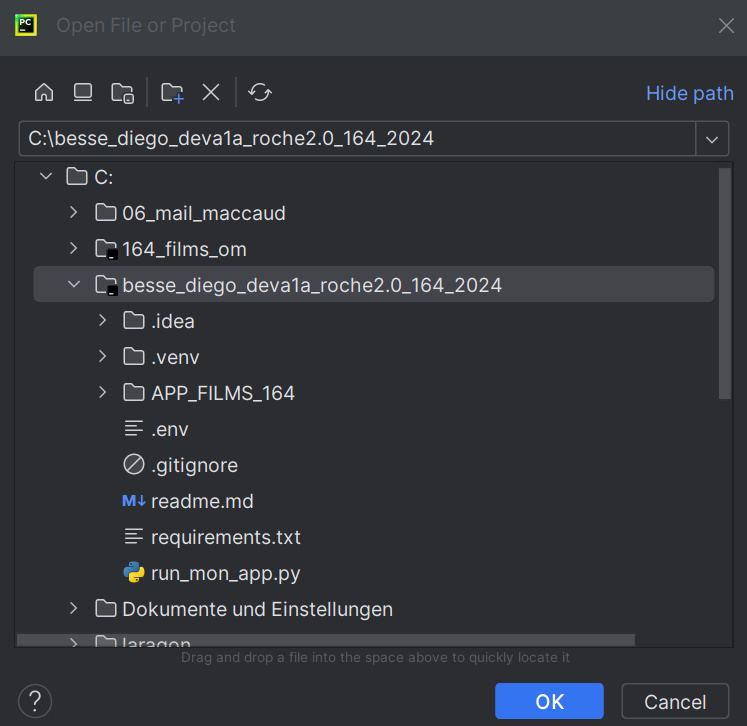 PC
Open File or Project
Hide path
C:\besse_diego_deva1a_roche2.0_164_2024
C:
06_mail_maccaud
164_films_om
besse_diego_deva1a_roche2.0_164_2024
.idea
.venv
APP_FILMS_164
.env
.gitignore
M↓ readme.md
requirements.txt
run_mon_app.py
Dokumente und Einstellungen
laragon
Drag and drop a file into the space above to quickly locate it
? OK Cancel